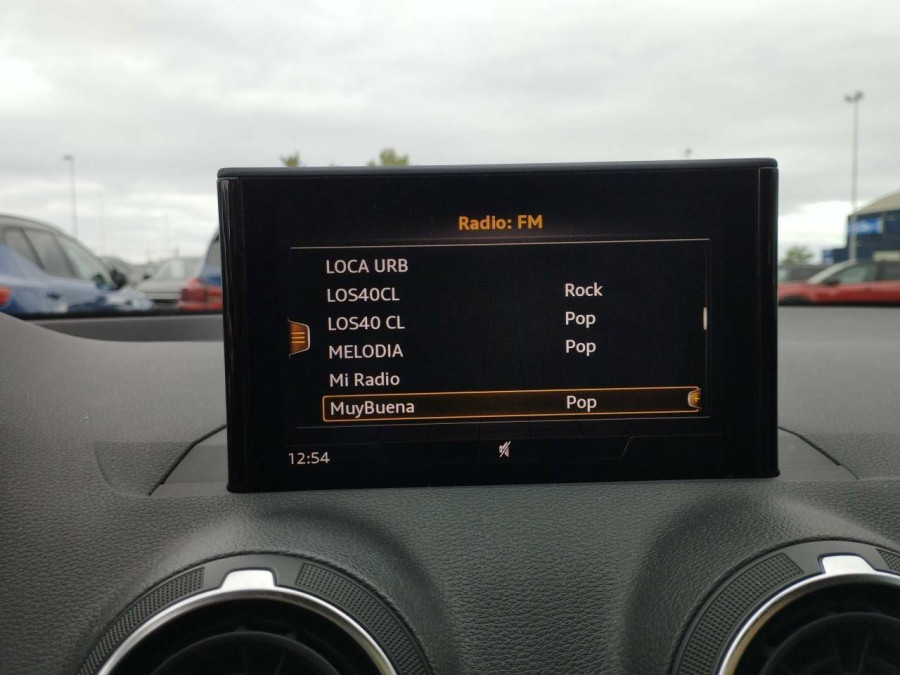 Radio: FM
LOCA URB
LOS40CL Rock
LOS40 CL Pop
MELODIA Pop
Mi Radio
MuyBuena Pop
12:54